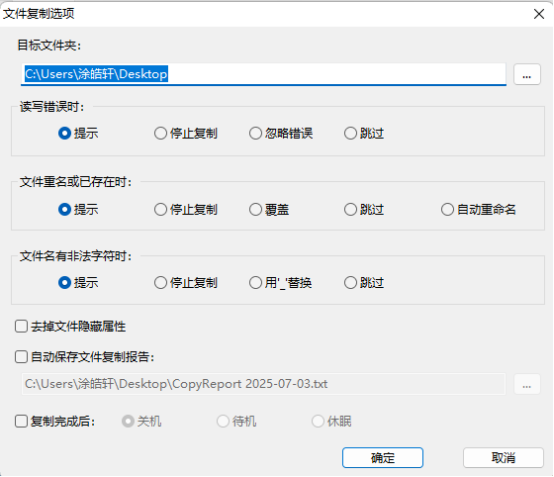 文件复制选项
目标文件夹:
C:\Users\涂皓轩\Desktop
...
读写错误时:
提示 停止复制 忽略错误 跳过
文件重名或已存在时:
提示 停止复制 覆盖 跳过 自动重命名
文件名有非法字符时:
提示 停止复制 用'_'替换 跳过
去掉文件隐藏属性
自动保存文件复制报告:
C:\Users\涂皓轩\Desktop\CopyReport 2025-07-03.txt
...
复制完成后: 关机 待机 休眠
确定 取消